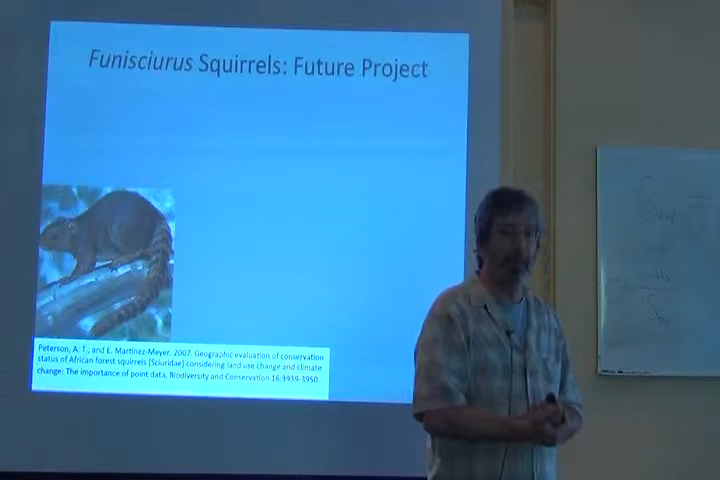 Funisciurus Squirrels: Future Project
Peterson, A. T., and E. Martínez-Meyer. 2007. Geographic evaluation of conservation
status of African forest squirrels (Sciuridae) considering land use change and climate
change: The importance of point data. Biodiversity and Conservation 16:3939-3950.